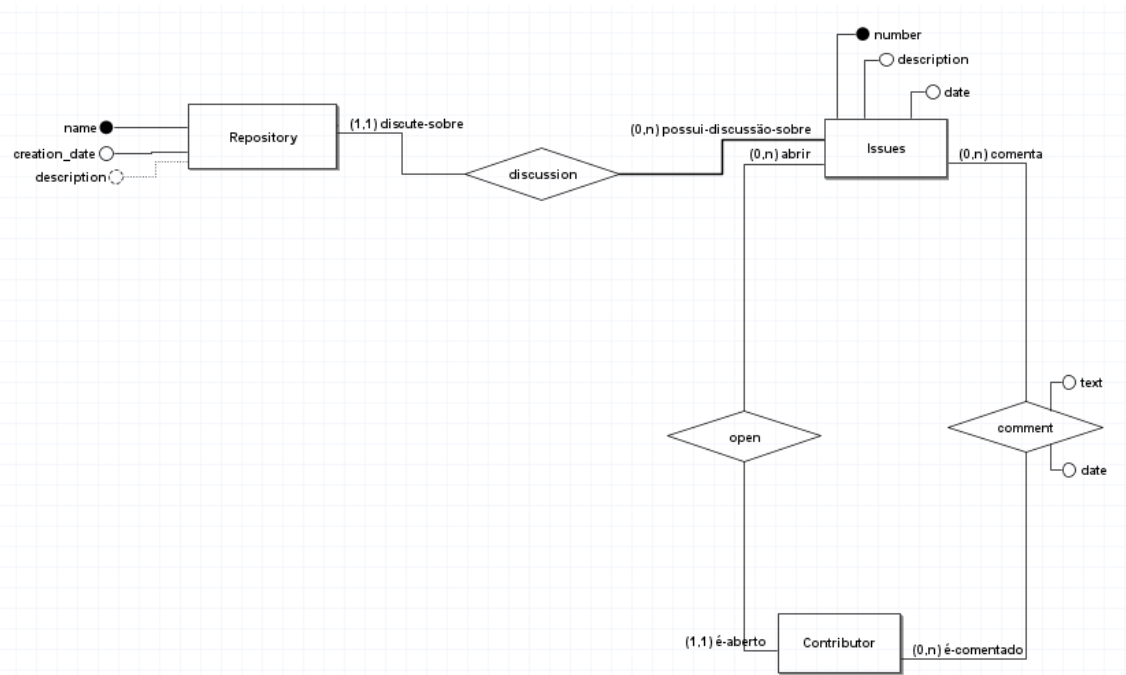 number
description
date
name
creation_date
description
Repository
(1,1) discute-sobre
discussion
(0,n) possui-discussão-sobre
(0,n) abrir
Issues
(0,n) comenta
text
comment
date
open
(1,1) é-aberto
Contributor
(0,n) é-comentado